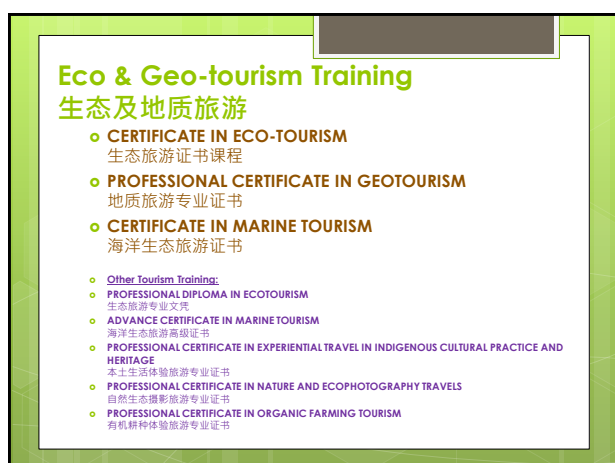 Eco & Geo-tourism Training
生态及地质旅游
CERTIFICATE IN ECO-TOURISM
生态旅游证书课程
PROFESSIONAL CERTIFICATE IN GEOTOURISM
地质旅游专业证书
CERTIFICATE IN MARINE TOURISM
海洋生态旅游证书
Other Tourism Training:
PROFESSIONAL DIPLOMA IN ECOTOURISM
生态旅游专业文凭
ADVANCE CERTIFICATE IN MARINE TOURISM
海洋生态旅游高级证书
PROFESSIONAL CERTIFICATE IN EXPERIENTIAL TRAVEL IN INDIGENOUS CULTURAL PRACTICE AND
HERITAGE
本土生活体验旅游专业证书
PROFESSIONAL CERTIFICATE IN NATURE AND ECOPHOTOGRAPHY TRAVELS
自然生态摄影旅游专业证书
PROFESSIONAL CERTIFICATE IN ORGANIC FARMING TOURISM
有机耕种体验旅游专业证书